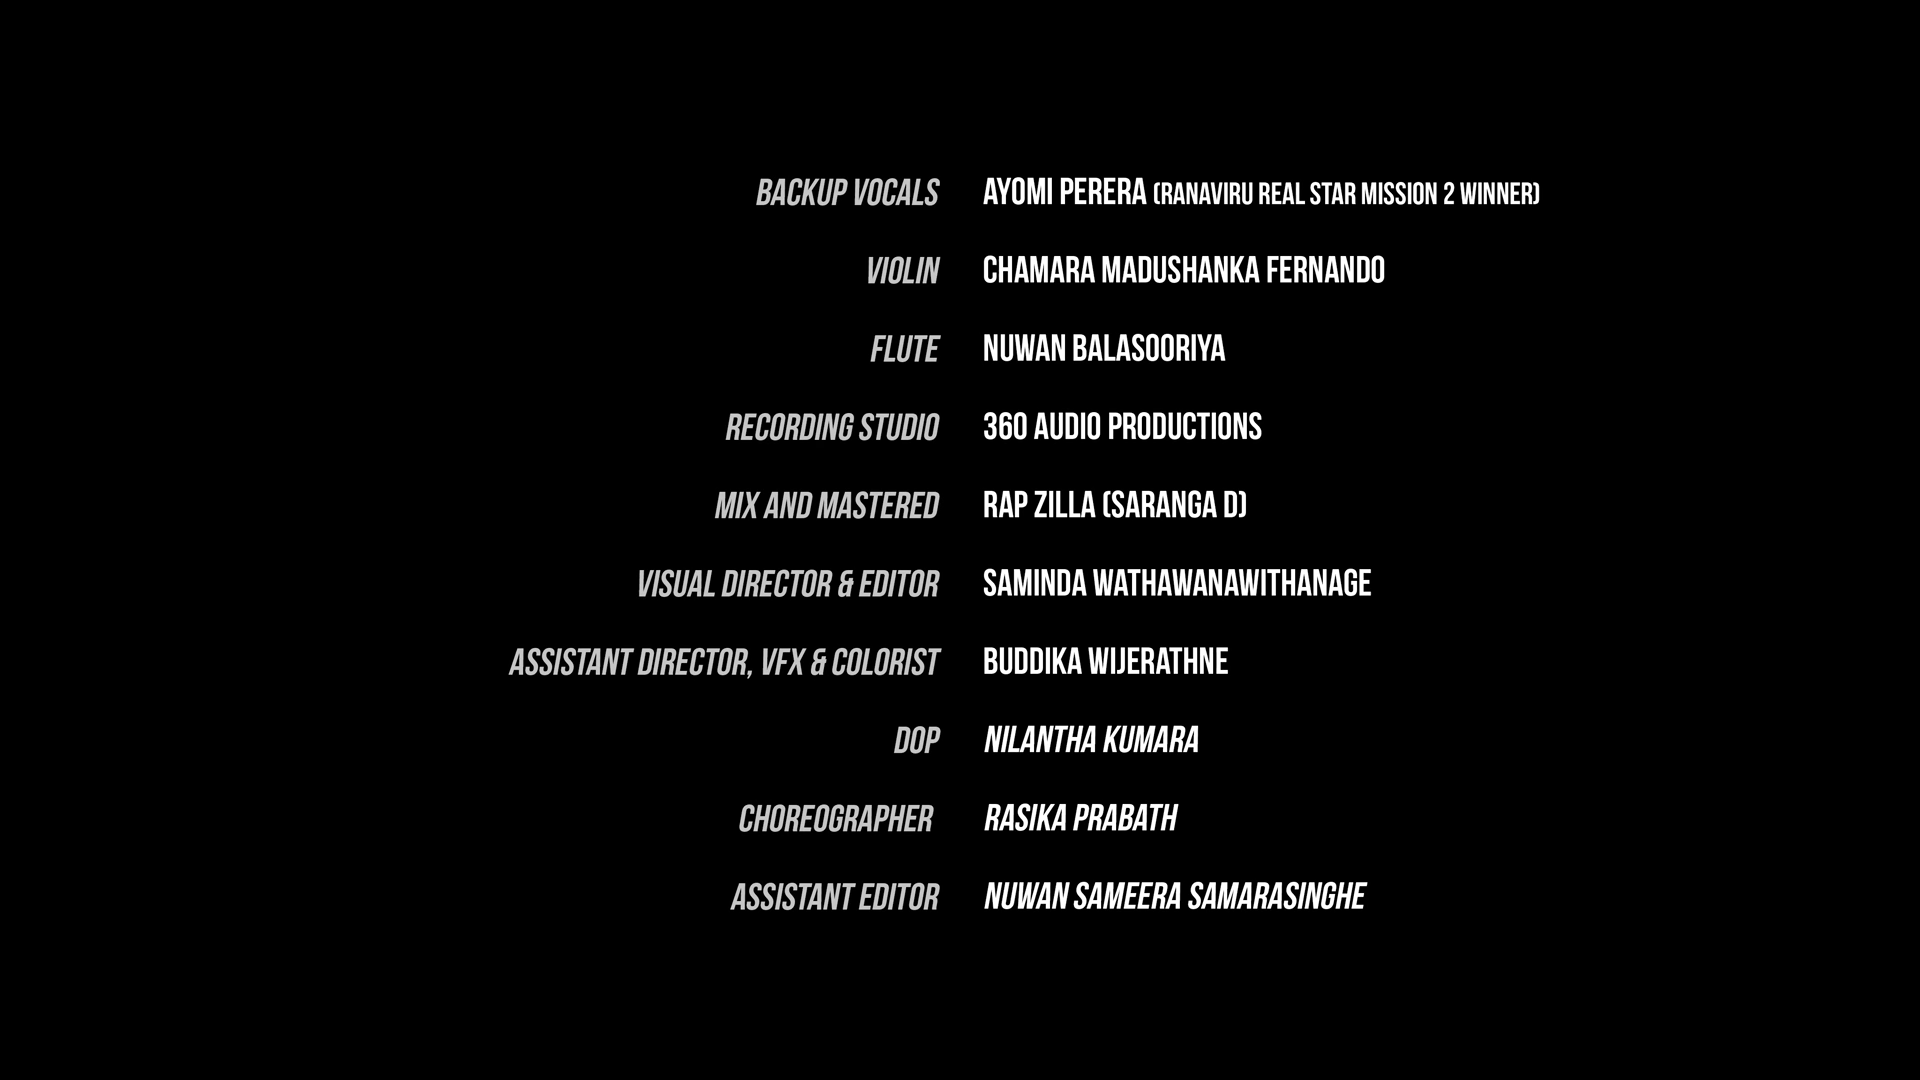 BACKUP VOCALS AYOMI PERERA (RANAVIRU REAL STAR MISSION 2 WINNER)
VIOLIN CHAMARA MADUSHANKA FERNANDO
FLUTE NUWAN BALASOORIYA
RECORDING STUDIO 360 AUDIO PRODUCTIONS
MIX AND MASTERED RAP ZILLA (SARANGA D)
VISUAL DIRECTOR & EDITOR SAMINDA WATHAWANAWITHANAGE
ASSISTANT DIRECTOR, VFX & COLORIST BUDDIKA WIJERATHNE
DOP NILANTHA KUMARA
CHOREOGRAPHER RASIKA PRABATH
ASSISTANT EDITOR NUWAN SAMEERA SAMARASINGHE